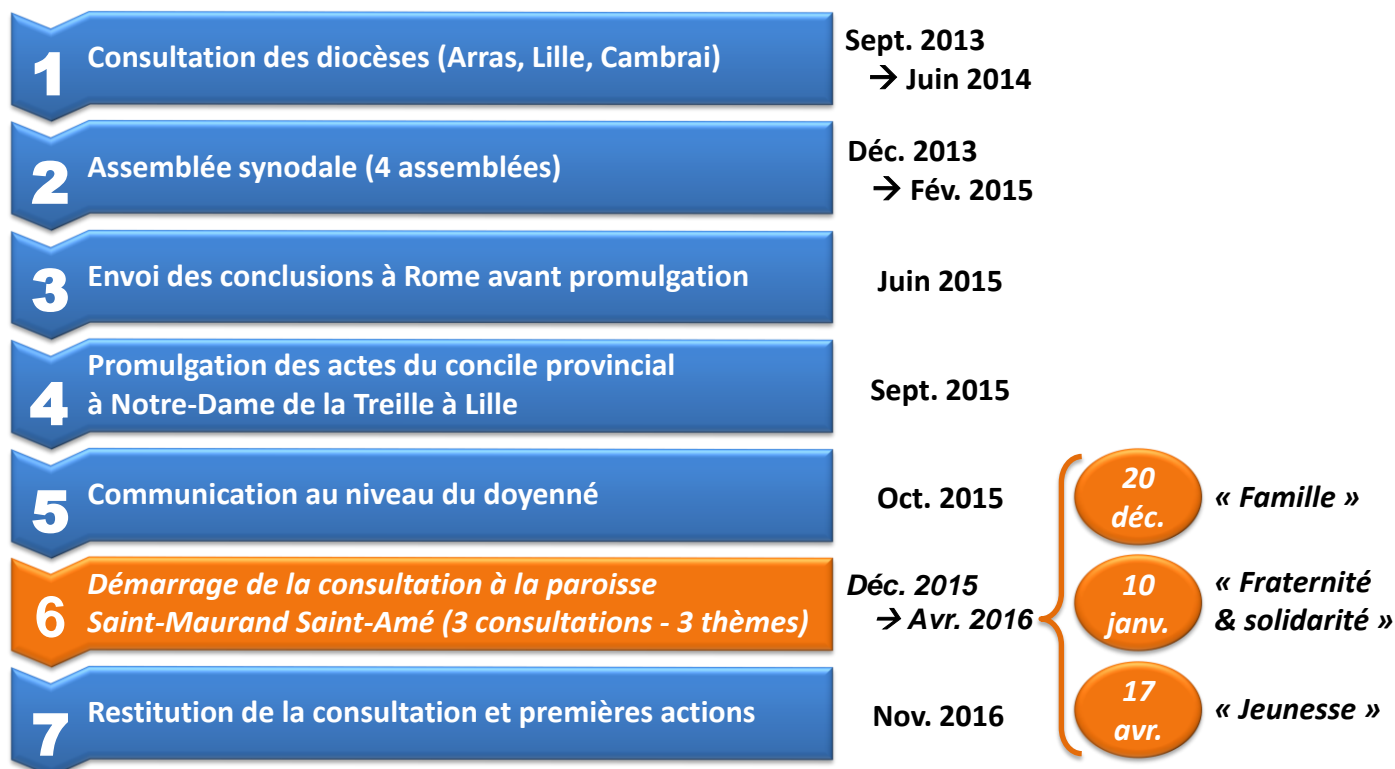 1
Consultation des diocèses (Arras, Lille, Cambrai)
Sept. 2013
→ Juin 2014
2
Assemblée synodale (4 assemblées)
Déc. 2013
→ Fév. 2015
3
Envoi des conclusions à Rome avant promulgation
Juin 2015
4
Promulgation des actes du concile provincial
à Notre-Dame de la Treille à Lille
Sept. 2015
5
Communication au niveau du doyenné
Oct. 2015
6
Démarrage de la consultation à la paroisse
Saint-Maurand Saint-Amé (3 consultations - 3 thèmes)
Déc. 2015
→ Avr. 2016
20
déc.
« Famille »
10
janv.
« Fraternité
& solidarité »
17
avr.
« Jeunesse »
7
Restitution de la consultation et premières actions
Nov. 2016